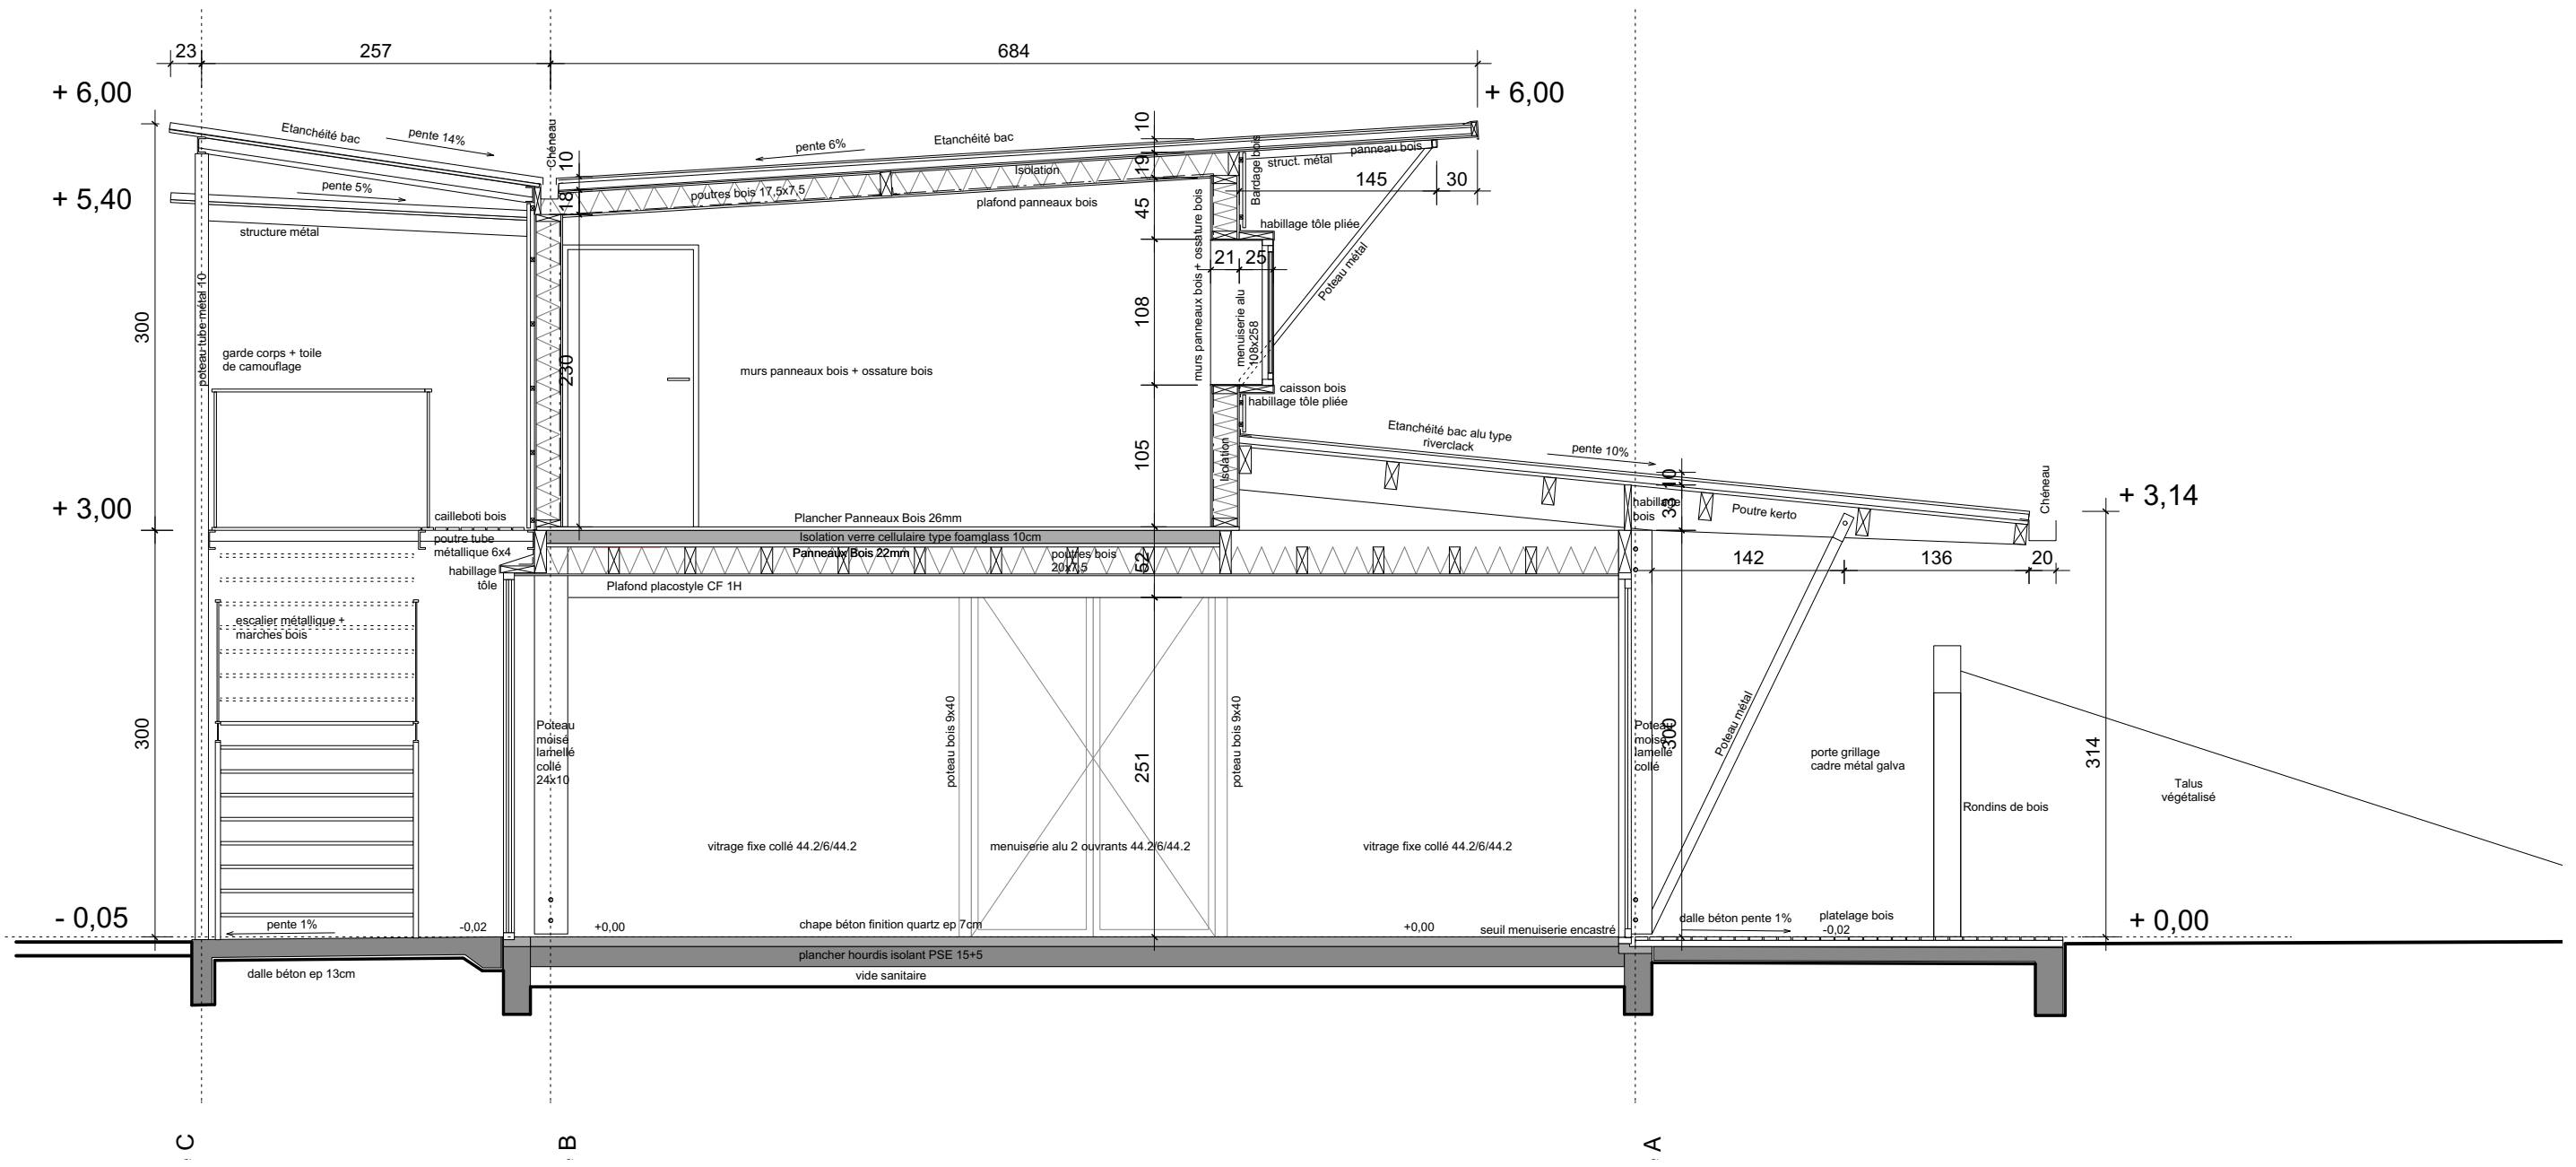 23
257
684
+ 6,00
+ 6,00
Etanchéité bac
pente 14%
Chéneau
pente 6%
Etanchéité bac
10
10
19
18
Isolation
poutres bois 17,5x7,5
plafond panneaux bois
Bardage bois
struct. métal
panneau bois
145
30
+ 5,40
pente 5%
structure métal
45
habillage tôle pliée
murs panneaux bois + ossature bois
21
25
Poteau métal
poteau tube métal 10
300
garde corps + toile
de camouflage
230
murs panneaux bois + ossature bois
108
menuiserie alu
108x258
caisson bois
habillage tôle pliée
105
Isolation
Etanchéité bac alu type
riverclack
pente 10%
10
33
habillage
bois
Poutre kerto
Chéneau
+ 3,14
+ 3,00
cailleboti bois
poutre tube
métallique 6x4
habillage
tôle
Plancher Panneaux Bois 26mm
Isolation verre cellulaire type foamglass 10cm
Panneaux Bois 22mm
poutres bois
20x7,5
52
Plafond placostyle CF 1H
142
136
20
escalier métallique +
marches bois
300
Poteau
moisé
lamellé
collé
24x10
poteau bois 9x40
251
poteau bois 9x40
Poteau
moisé
lamellé
collé
300
Poteau métal
porte grillage
cadre métal galva
Rondins de bois
314
Talus
végétalisé
vitrage fixe collé 44.2/6/44.2
menuiserie alu 2 ouvrants 44.2/6/44.2
vitrage fixe collé 44.2/6/44.2
- 0,05
pente 1%
-0,02
+0,00
chape béton finition quartz ep 7cm
+0,00
seuil menuiserie encastré
dalle béton pente 1%
platelage bois
-0,02
+ 0,00
dalle béton ep 13cm
plancher hourdis isolant PSE 15+5
vide sanitaire
C
B
A